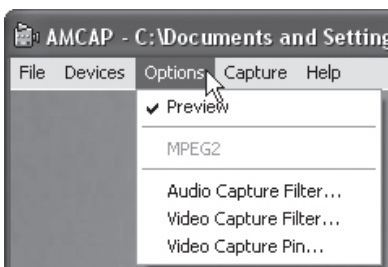 AMCAP - C:\Documents and Setting
File Devices Options Capture Help
Preview
MPEG2
Audio Capture Filter...
Video Capture Filter...
Video Capture Pin...